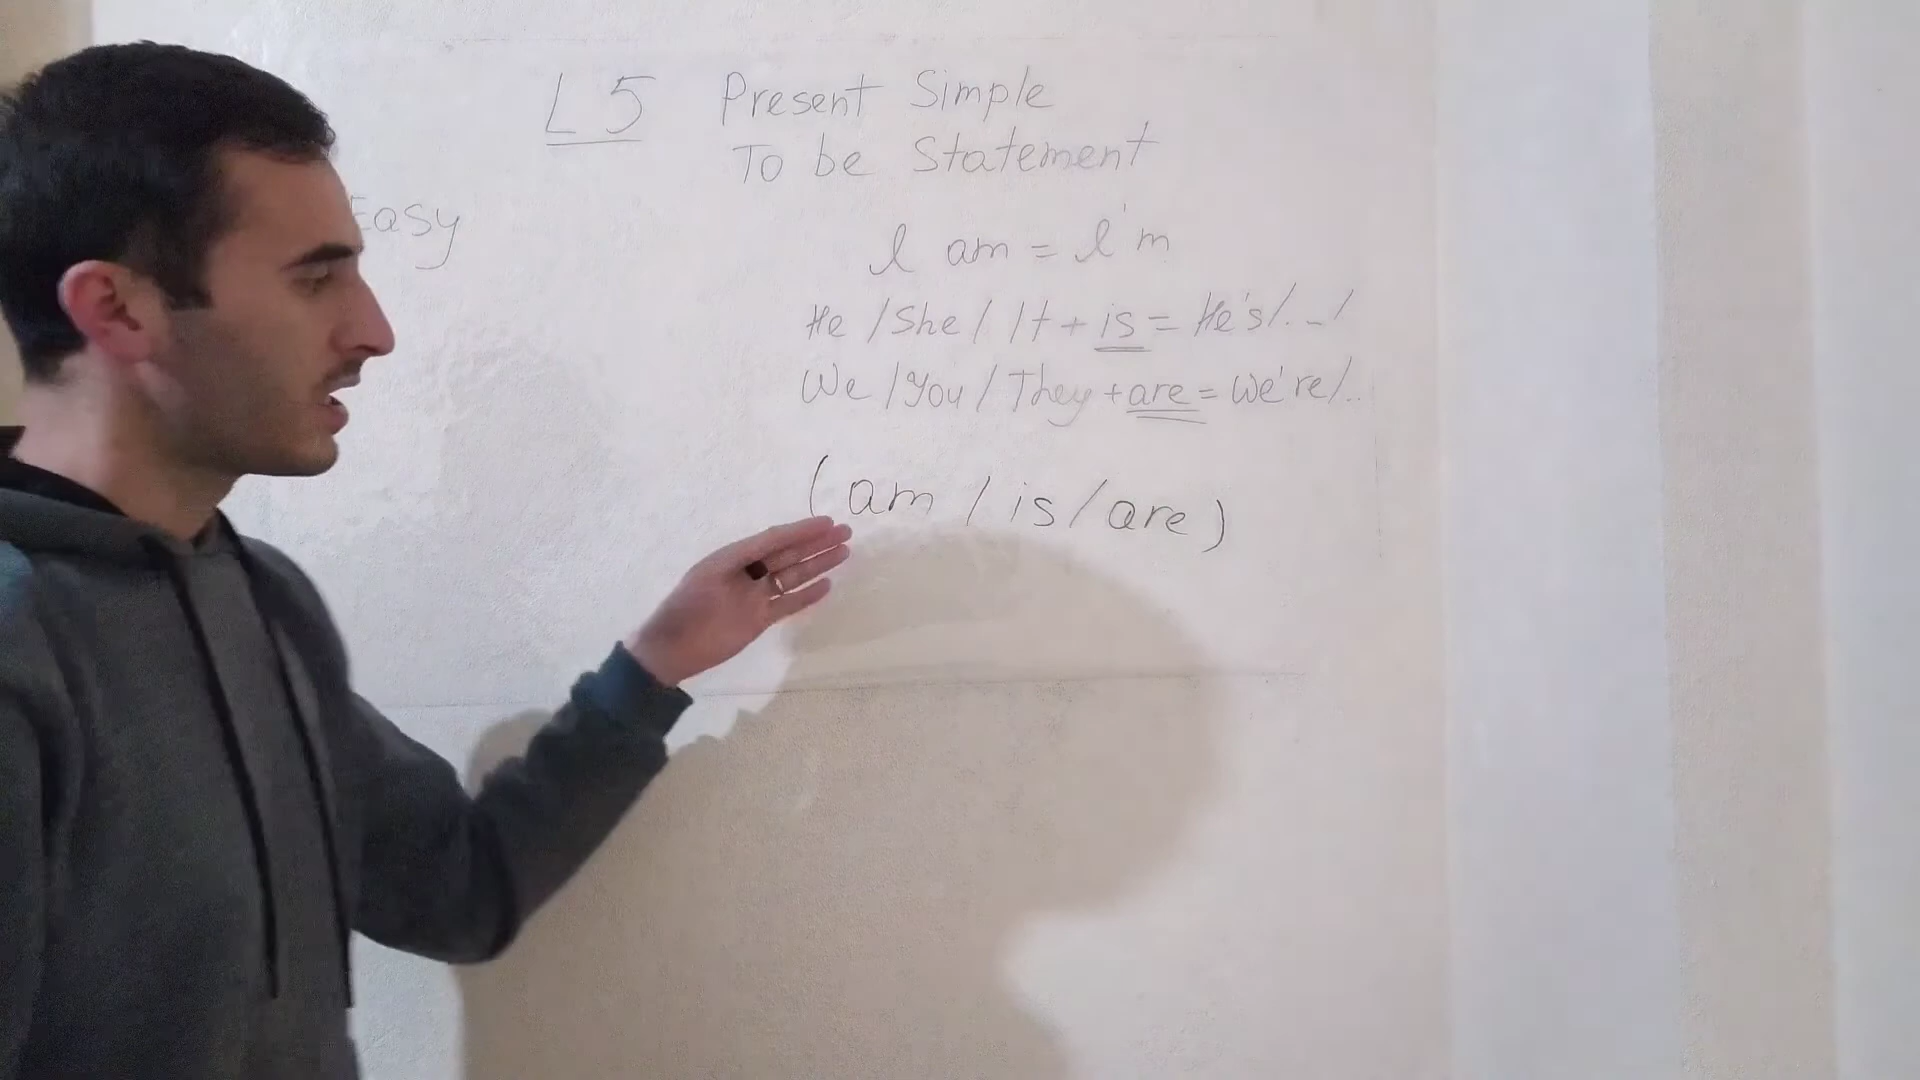 L5 Present Simple
To be Statement
Easy
I am = I'm
He / She / It + is = He's/.../
We / You / They + are = We're/..
(am / is / are)